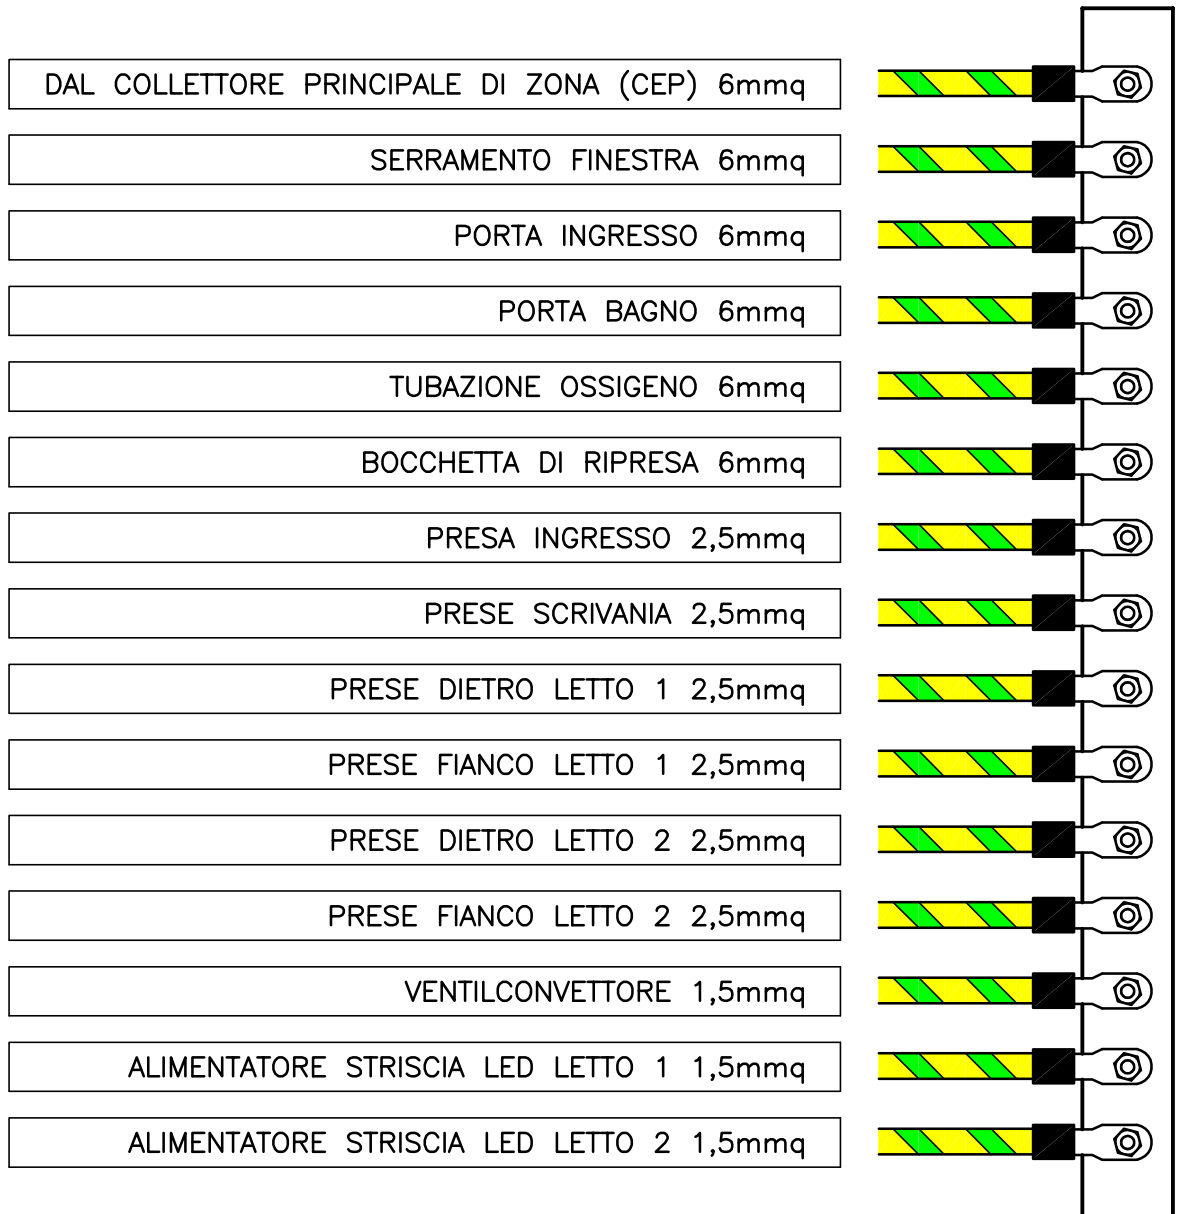 DAL COLLETTORE PRINCIPALE DI ZONA (CEP) 6mmq
SERRAMENTO FINESTRA 6mmq
PORTA INGRESSO 6mmq
PORTA BAGNO 6mmq
TUBAZIONE OSSIGENO 6mmq
BOCCHETTA DI RIPRESA 6mmq
PRESA INGRESSO 2,5mmq
PRESE SCRIVANIA 2,5mmq
PRESE DIETRO LETTO 1 2,5mmq
PRESE FIANCO LETTO 1 2,5mmq
PRESE DIETRO LETTO 2 2,5mmq
PRESE FIANCO LETTO 2 2,5mmq
VENTILCONVETTORE 1,5mmq
ALIMENTATORE STRISCIA LED LETTO 1 1,5mmq
ALIMENTATORE STRISCIA LED LETTO 2 1,5mmq